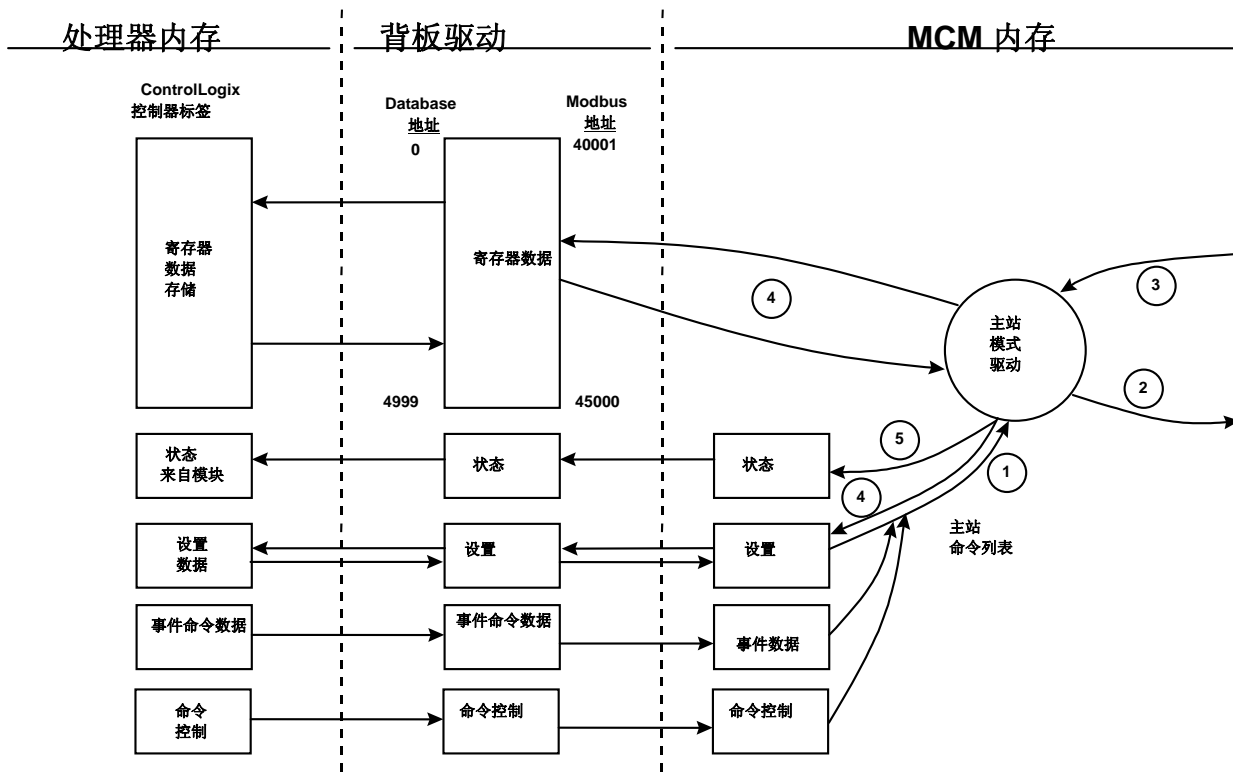 处理器内存
背板驱动
MCM 内存
ControlLogix
控制器标签
Database
地址
0
Modbus
地址
40001
寄存器
数据
存储
寄存器数据
4
3
主站
模式
驱动
2
4999
45000
状态
来自模块
状态
状态
5
1
4
设置
数据
设置
设置
主站
命令列表
事件命令数据
事件命令数据
事件数据
命令
控制
命令控制
命令控制